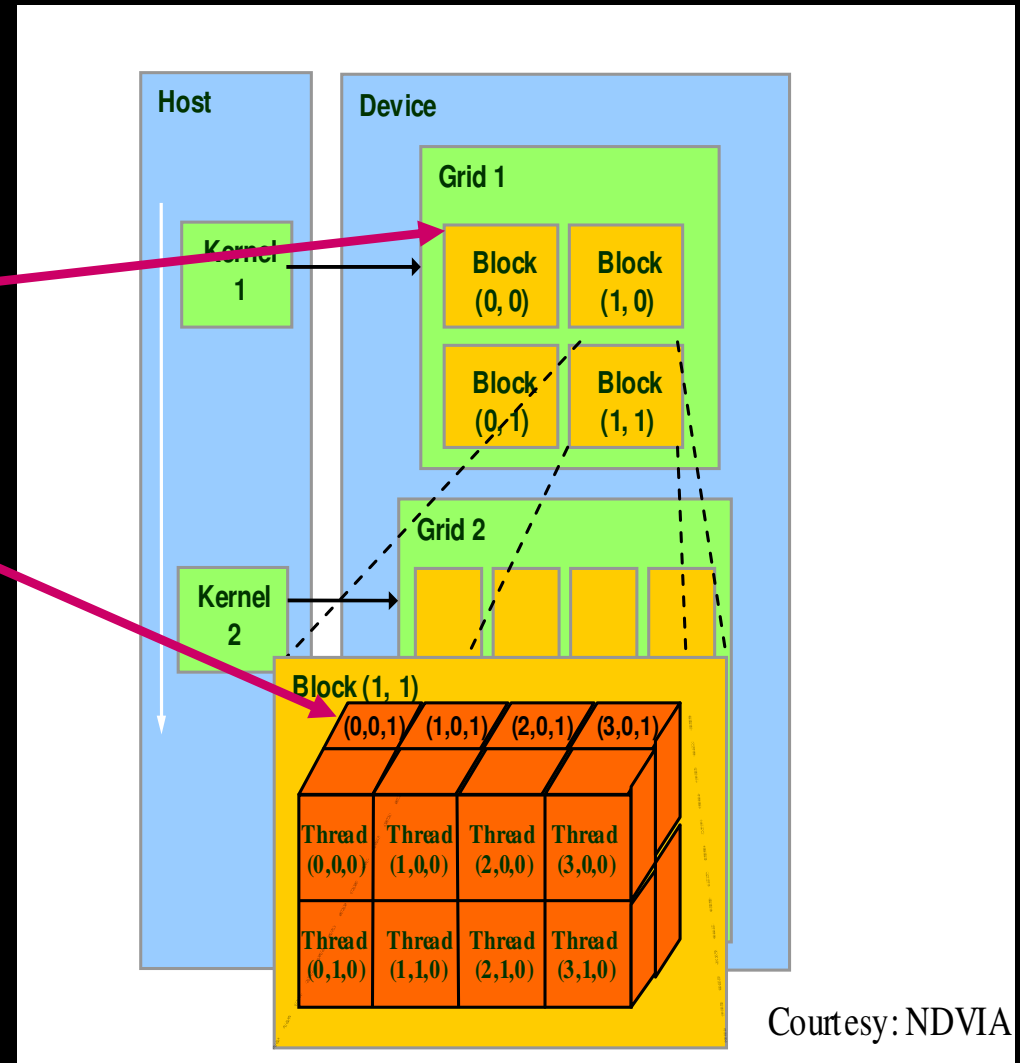 Host
Device
Grid 1
Kernel
1
Block
(0, 0)
Block
(1, 0)
Block
(0, 1)
Block
(1, 1)
Grid 2
Kernel
2
Block (1, 1)
(0,0,1) (1,0,1) (2,0,1) (3,0,1)
Thread
(0,0,0)
Thread
(1,0,0)
Thread
(2,0,0)
Thread
(3,0,0)
Thread
(0,1,0)
Thread
(1,1,0)
Thread
(2,1,0)
Thread
(3,1,0)
Courtesy: NDVIA